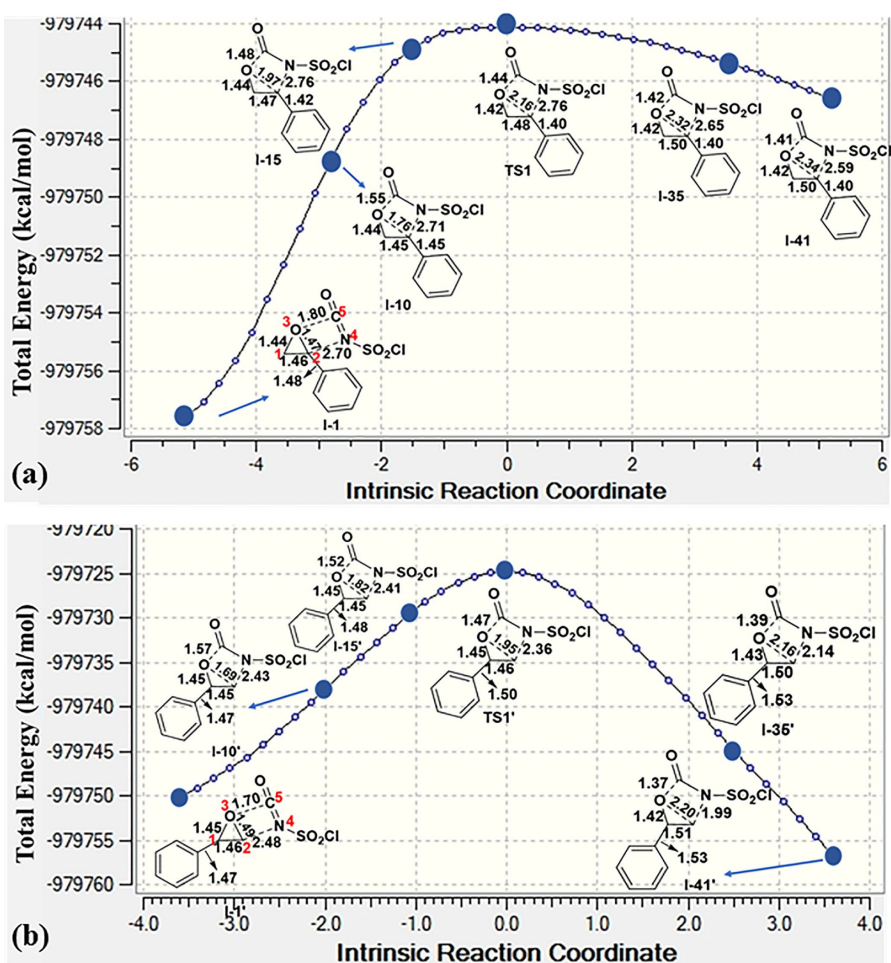 -979744
-979746
-979748
-979750
-979752
-979754
-979756
-979758
Total Energy (kcal/mol)
-6 -4 -2 0 2 4 6
Intrinsic Reaction Coordinate
(a)
O
1.48
O
N—SO₂Cl
1.97
2.76
1.44
1.47
1.42
I-15
O
1.55
O
N—SO₂Cl
1.76
2.71
1.44
1.45
1.45
I-10
O
1.80
5
C
3
O
1.47
4
N
SO₂Cl
1.44
1
1.46
2
2.70
1.48
I-1
O
1.44
O
N—SO₂Cl
2.16
2.76
1.42
1.48
1.40
TS1
O
1.42
O
N—SO₂Cl
2.32
2.65
1.42
1.50
1.40
I-35
O
1.41
O
N—SO₂Cl
2.34
2.59
1.42
1.50
1.40
I-41
-979720
-979725
-979730
-979735
-979740
-979745
-979750
-979755
-979760
Total Energy (kcal/mol)
-4.0 -3.0 -2.0 -1.0 0.0 1.0 2.0 3.0 4.0
Intrinsic Reaction Coordinate
(b)
O
1.57
O
N—SO₂Cl
1.69
2.43
1.45
1.45
1.47
I-10'
O
1.52
O
N—SO₂Cl
1.82
2.41
1.45
1.45
1.48
I-15'
O
1.70
5
C
3
O
1.49
4
N
SO₂Cl
1.45
1
1.46
2
2.48
1.47
I-1'
O
1.47
O
N—SO₂Cl
1.95
2.36
1.45
1.46
1.50
TS1'
O
1.39
O
N—SO₂Cl
2.16
2.14
1.43
1.50
1.53
I-35'
O
1.37
O
N—SO₂Cl
2.20
1.99
1.42
1.51
1.53
I-41'